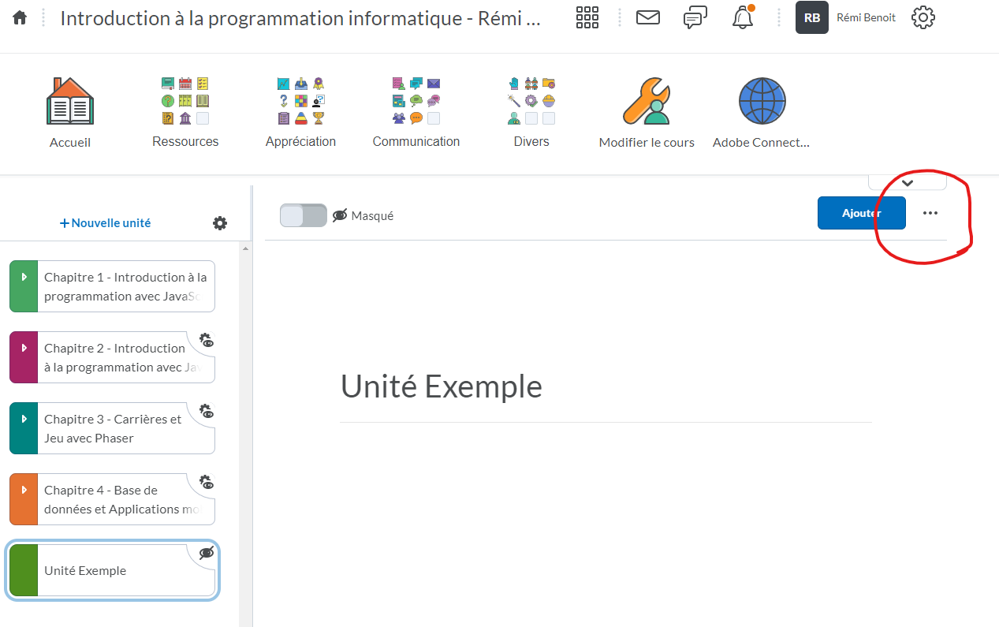 Introduction à la programmation informatique - Rémi ...
RB
Rémi Benoit
Accueil
Ressources
Appréciation
Communication
Divers
Modifier le cours
Adobe Connect...
+ Nouvelle unité
Masqué
Ajouter
...
Chapitre 1 - Introduction à la
programmation avec JavaSc
Chapitre 2 - Introduction
à la programmation avec Jav
Chapitre 3 - Carrières et
Jeu avec Phaser
Chapitre 4 - Base de
données et Applications mo
Unité Exemple
Unité Exemple